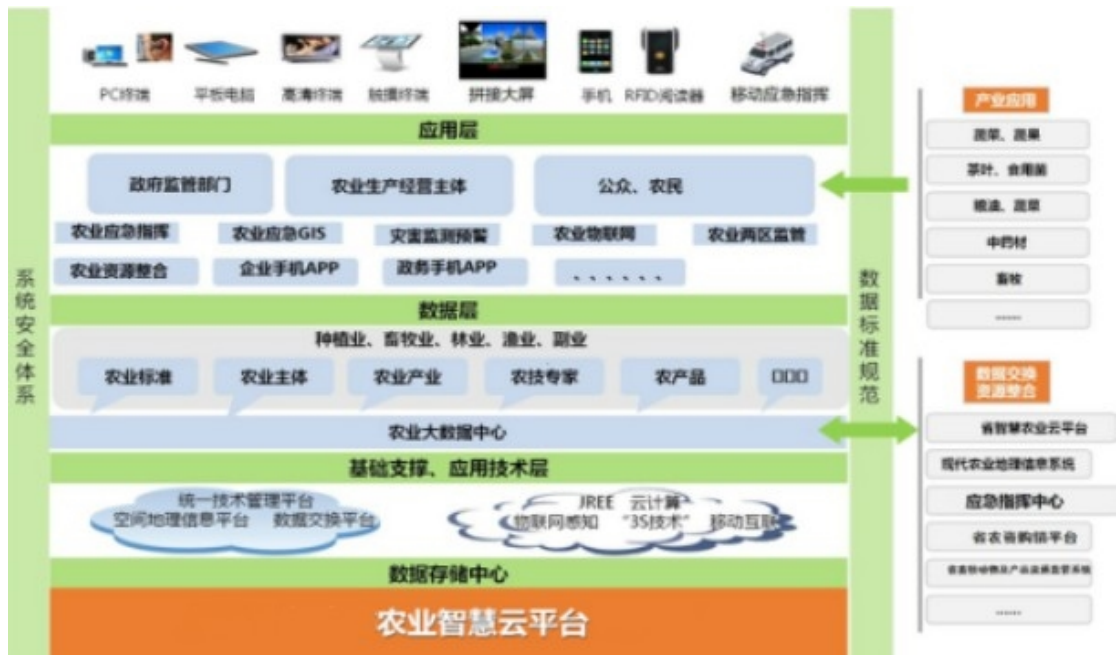 PC终端 平板电脑 高清终端 触摸终端 拼接大屏 手机 RFID阅读器 移动应急指挥
应用层
政府监管部门 农业生产经营主体 公众、农民
农业应急指挥 农业应急GIS 灾害监测预警 农业物联网 农业两区监管
农业资源整合 企业手机APP 政务手机APP 、、、、、、
数据层
种植业、畜牧业、林业、渔业、副业
农业标准 农业主体 农业产业 农技专家 农产品 口口口
农业大数据中心
基础支撑、应用技术层
统一技术管理平台
空间地理信息平台 数据交换平台
JREE 云计算
物联网感知 “3S技术” 移动互联
数据存储中心
农业智慧云平台
系统安全体系
数据标准规范
产业应用
蔬菜、蔬果
茶叶、食用菌
粮油、蔬菜
中药材
畜牧
......
数据交换
资源整合
省智慧农业云平台
现代农业地理信息系统
应急指挥中心
省农资购销平台
......